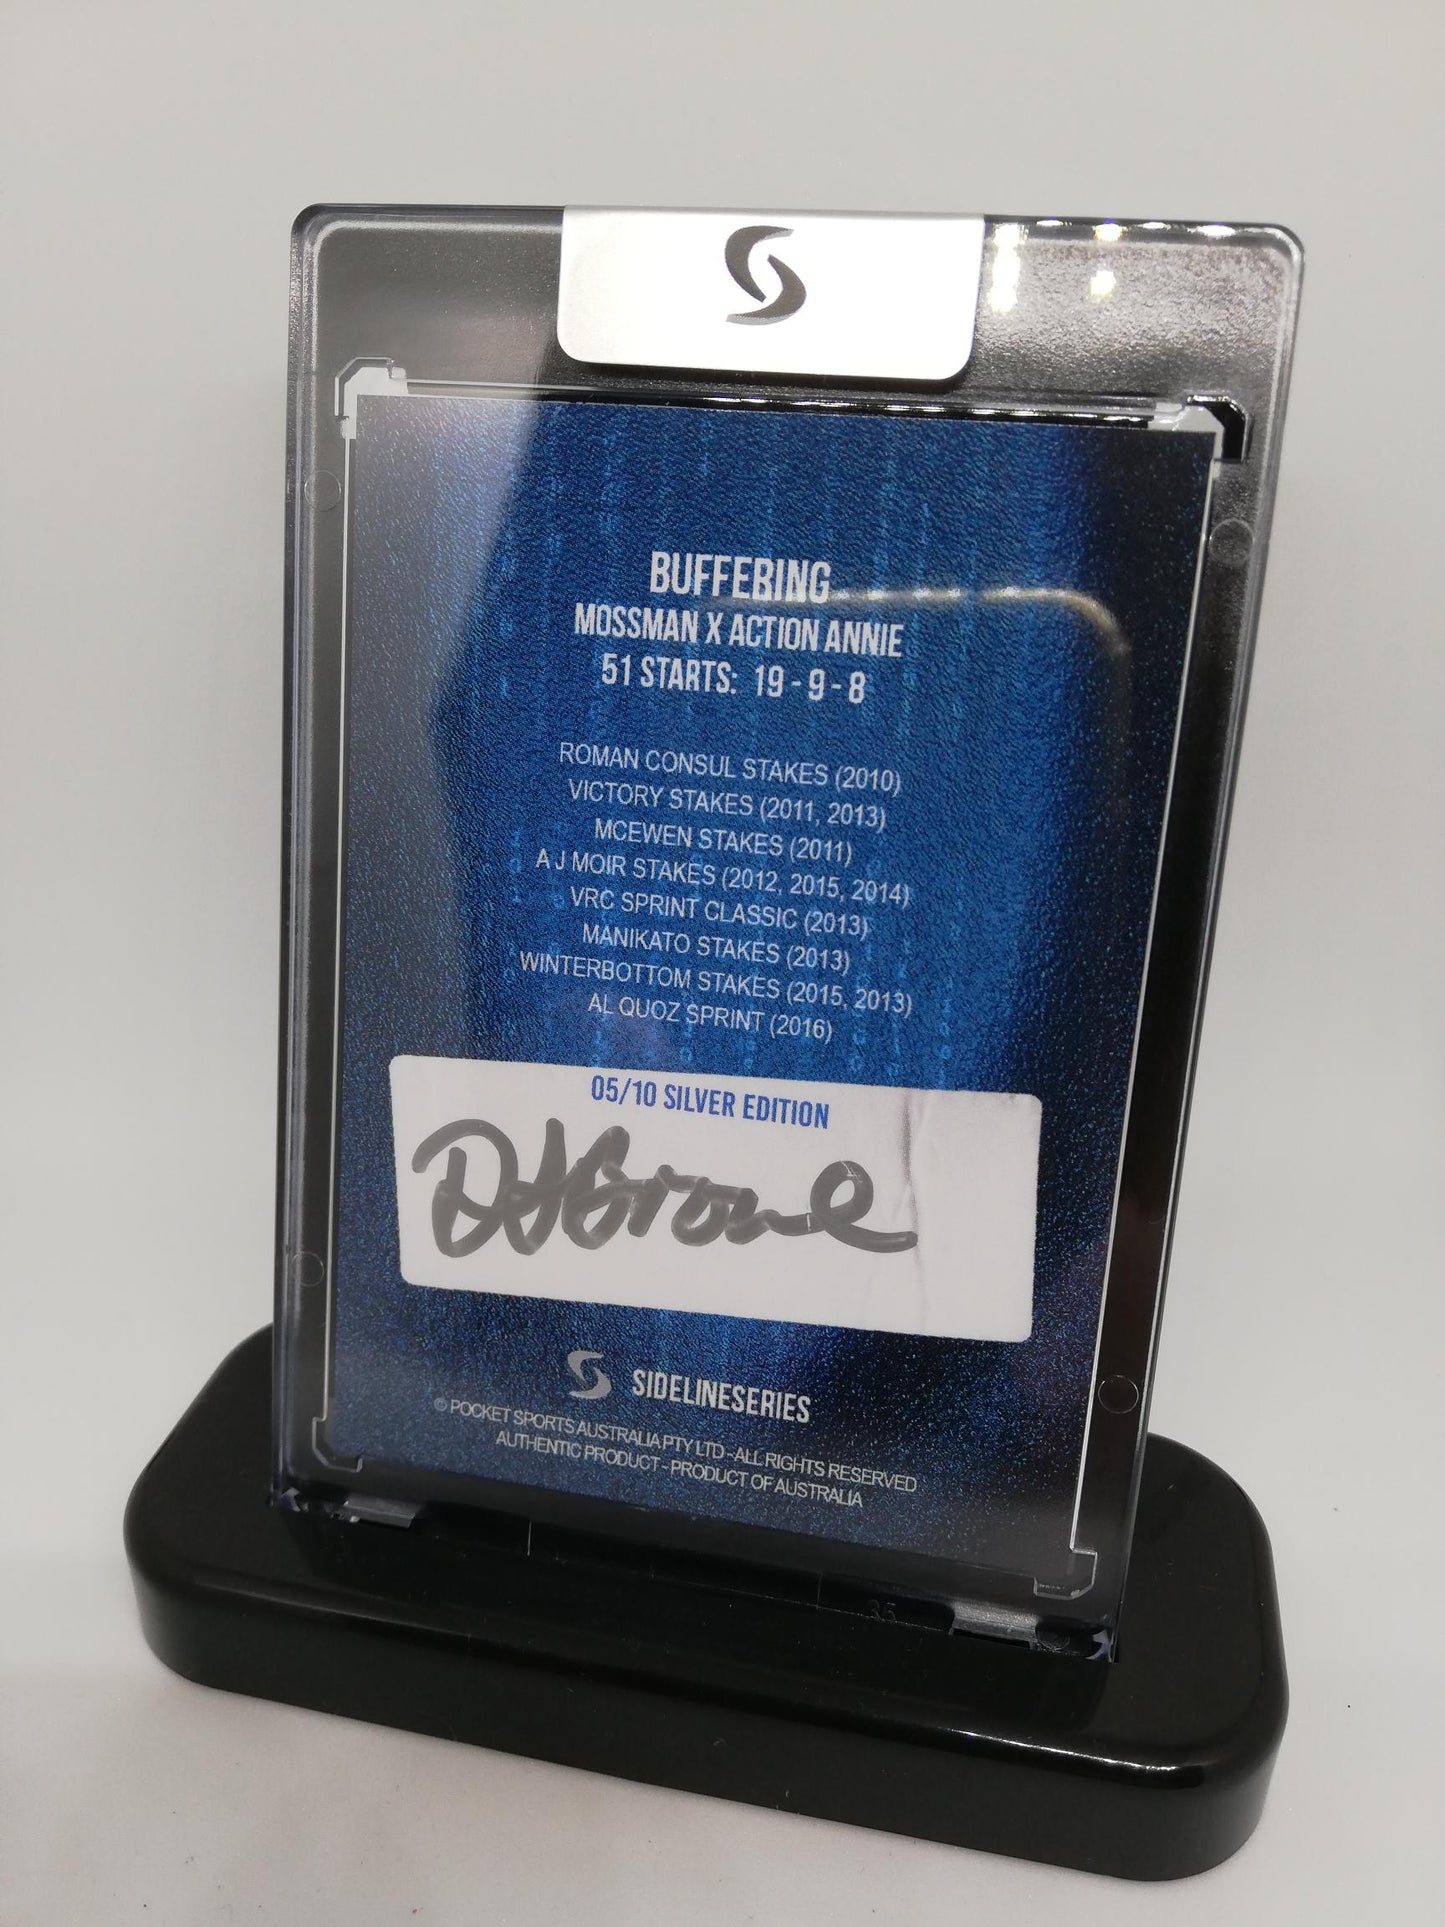 BUFFERING
MOSSMAN X ACTION ANNIE
51 STARTS: 19 - 9 - 8
ROMAN CONSUL STAKES (2010)
VICTORY STAKES (2011, 2013)
MCEWEN STAKES (2011)
A J MOIR STAKES (2012, 2015, 2014)
VRC SPRINT CLASSIC (2013)
MANIKATO STAKES (2013)
WINTERBOTTOM STAKES (2015, 2013)
AL QUOZ SPRINT (2016)
05/10 SILVER EDITION
SIDELINESERIES
© POCKET SPORTS AUSTRALIA PTY LTD - ALL RIGHTS RESERVED
AUTHENTIC PRODUCT - PRODUCT OF AUSTRALIA
35